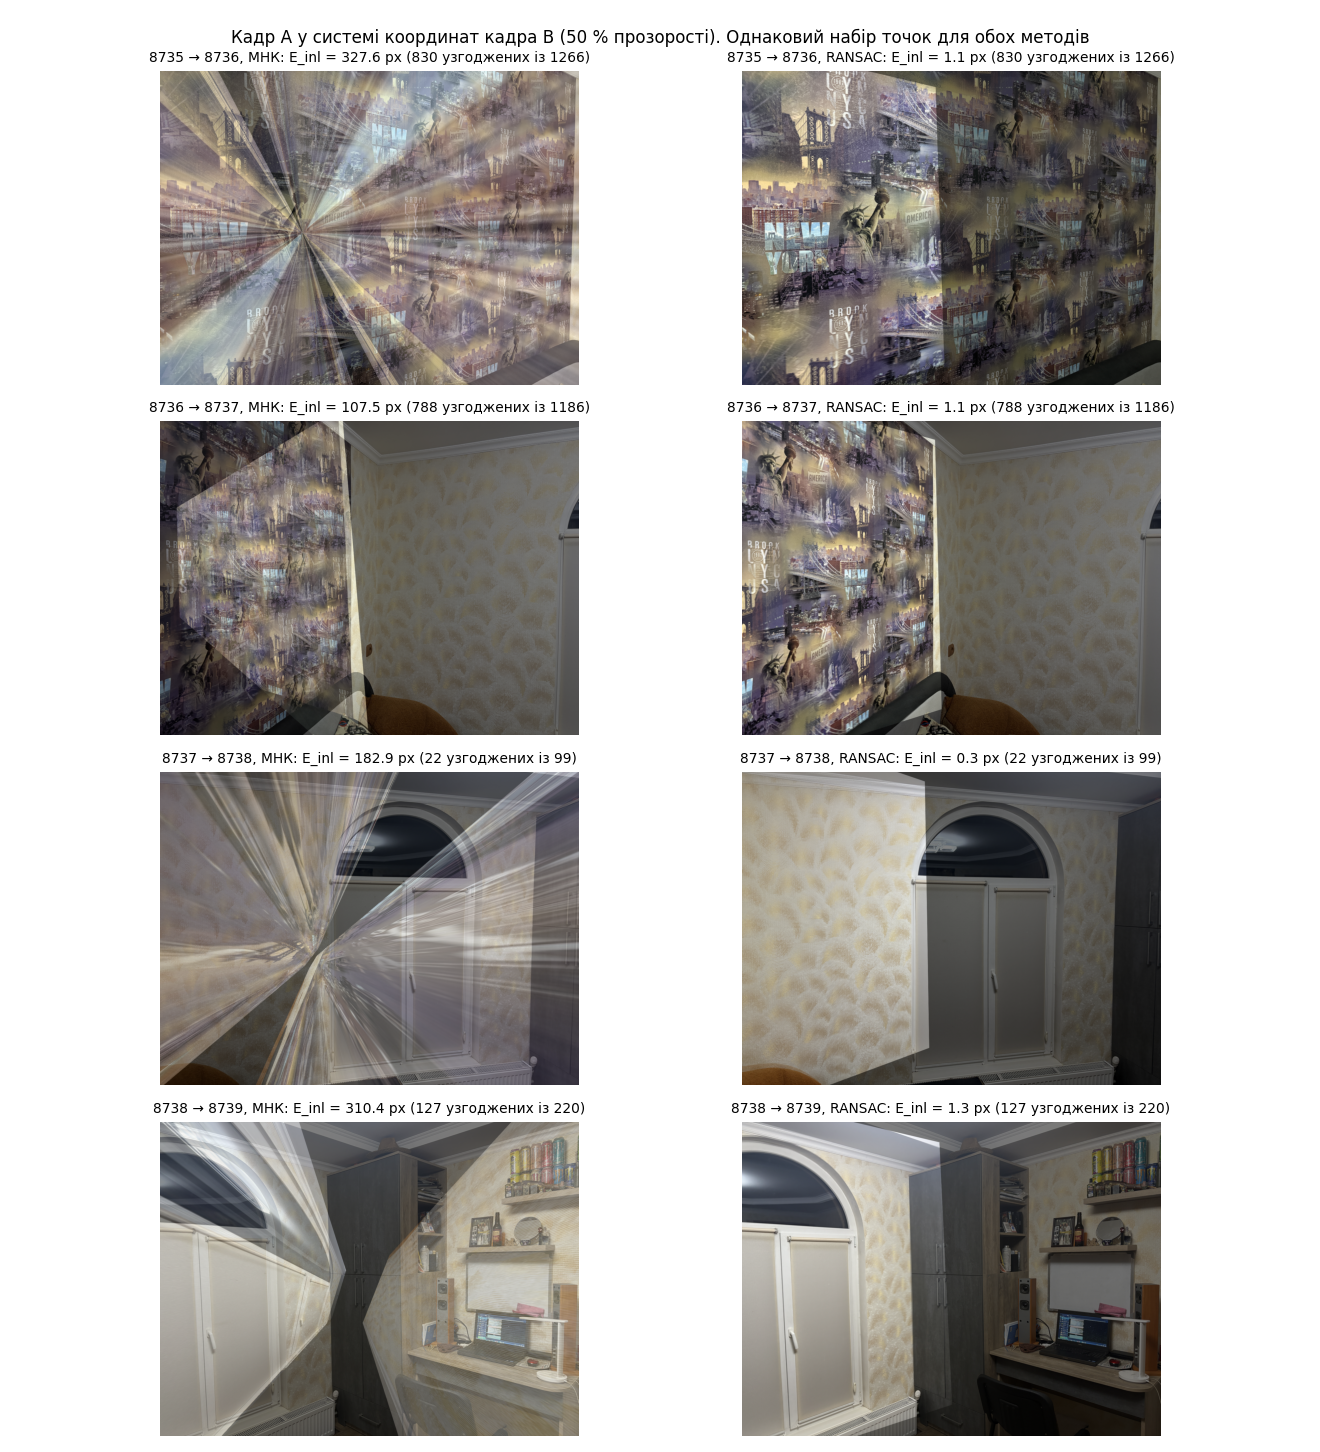 Кадр A у системі координат кадра B (50 % прозорості). Однаковий набір точок для обох методів
8735 → 8736, МНК: E_inl = 327.6 px (830 узгоджених із 1266)
8735 → 8736, RANSAC: E_inl = 1.1 px (830 узгоджених із 1266)
AMERICA
NEW
BROOK
8736 → 8737, МНК: E_inl = 107.5 px (788 узгоджених із 1186)
8736 → 8737, RANSAC: E_inl = 1.1 px (788 узгоджених із 1186)
NEW
8737 → 8738, МНК: E_inl = 182.9 px (22 узгоджених із 99)
8737 → 8738, RANSAC: E_inl = 0.3 px (22 узгоджених із 99)
8738 → 8739, МНК: E_inl = 310.4 px (127 узгоджених із 220)
8738 → 8739, RANSAC: E_inl = 1.3 px (127 узгоджених із 220)